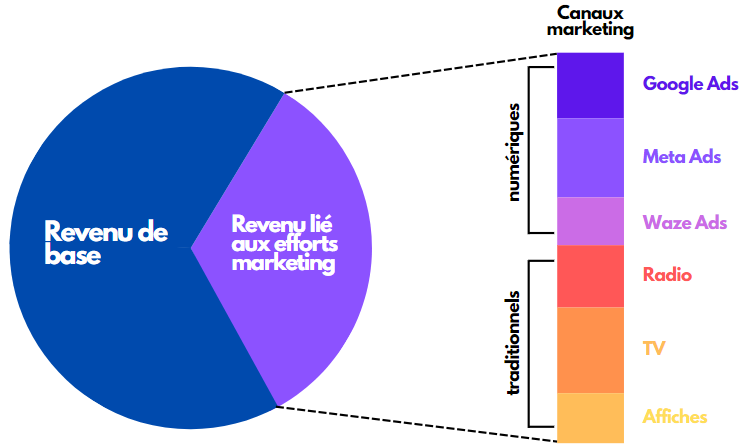 Canaux
marketing
Google Ads
numériques
Meta Ads
Revenu de
base
Revenu lié
aux efforts
marketing
Waze Ads
Radio
traditionnels
TV
Affiches